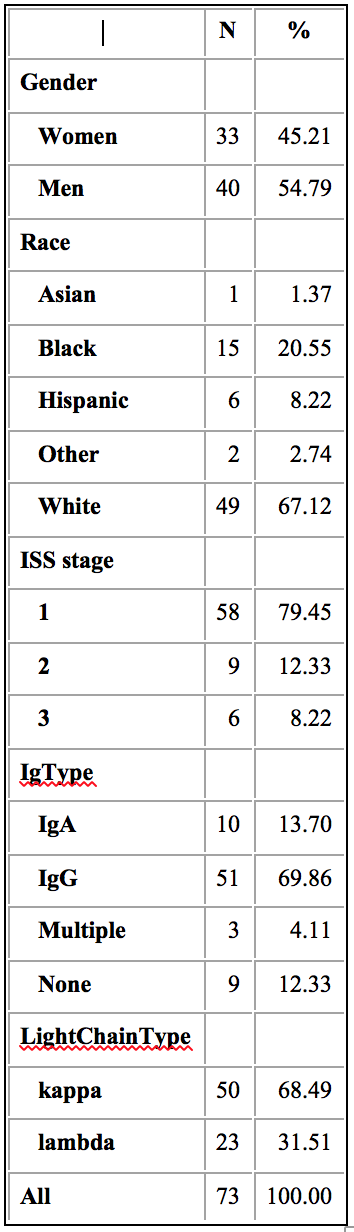 N %
Gender
Women 33 45.21
Men 40 54.79
Race
Asian 1 1.37
Black 15 20.55
Hispanic 6 8.22
Other 2 2.74
White 49 67.12
ISS stage
1 58 79.45
2 9 12.33
3 6 8.22
IgType
IgA 10 13.70
IgG 51 69.86
Multiple 3 4.11
None 9 12.33
LightChainType
kappa 50 68.49
lambda 23 31.51
All 73 100.00